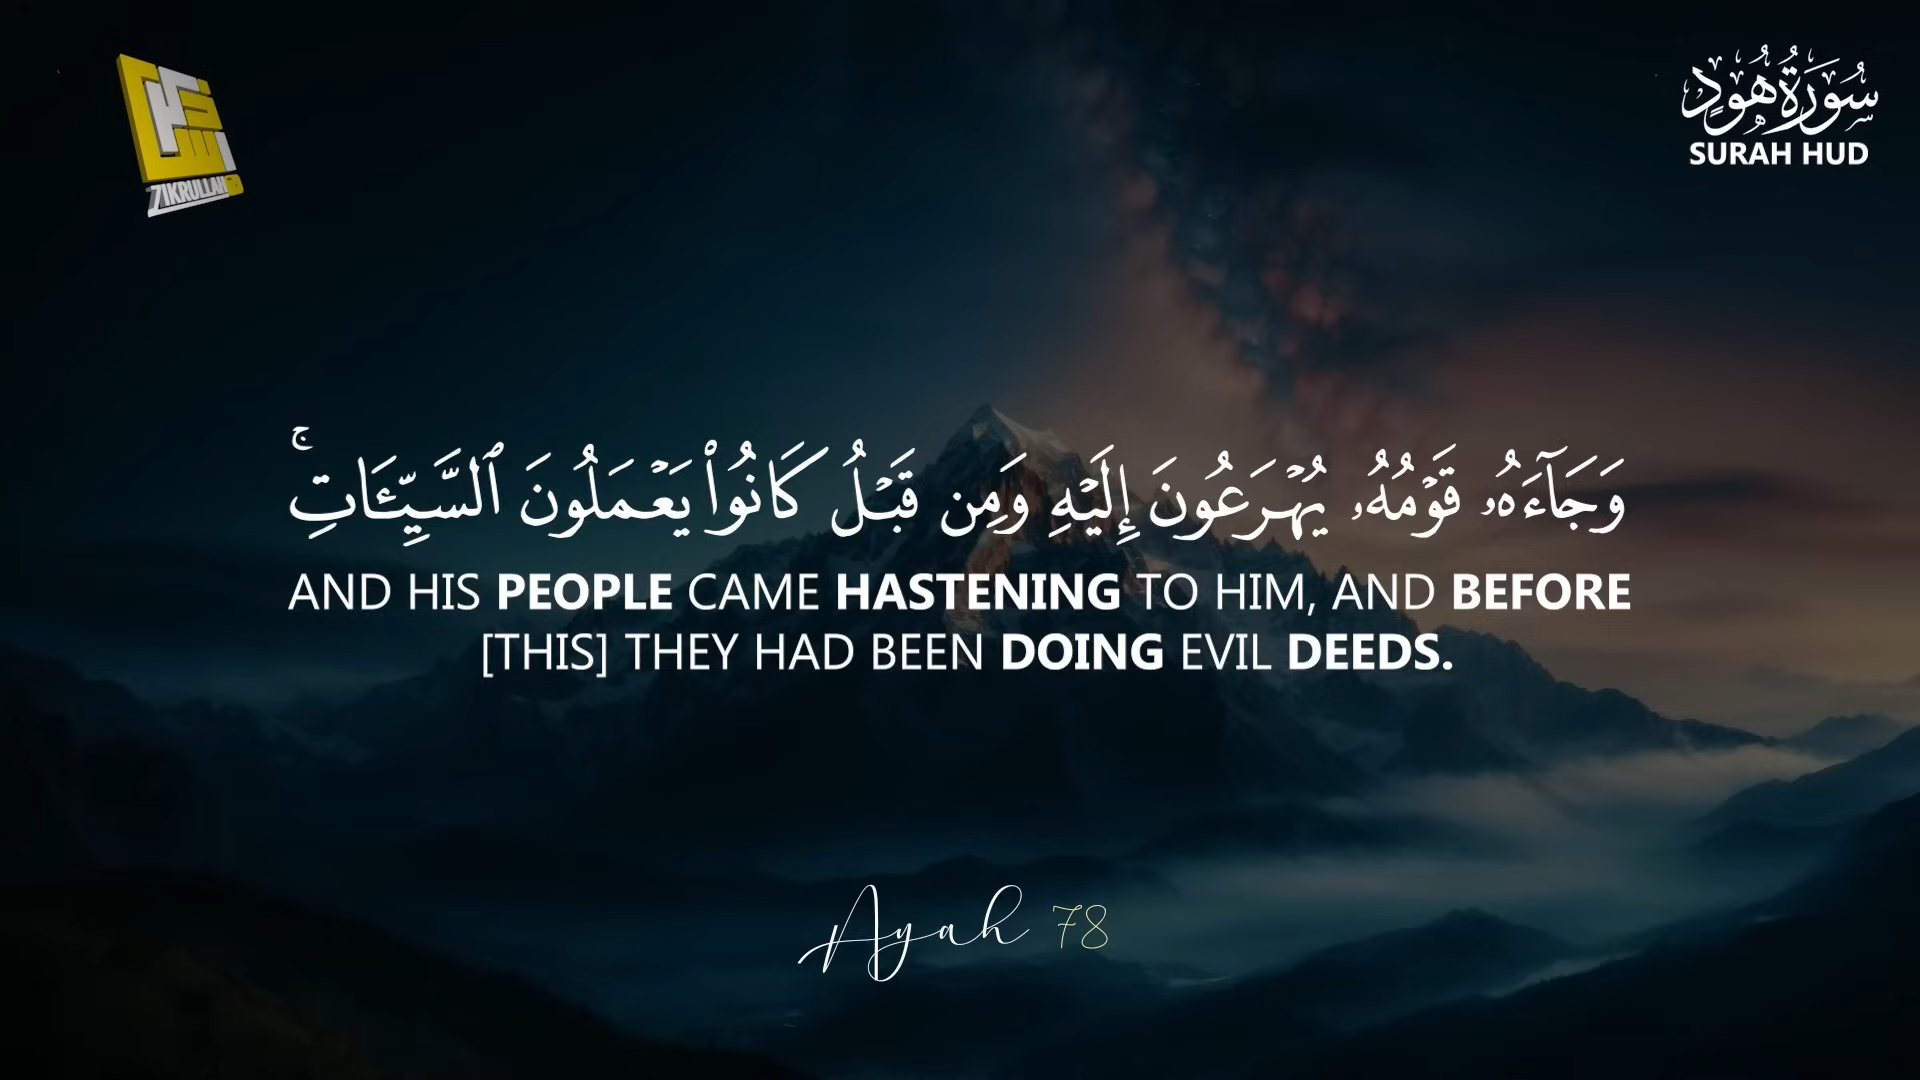 ZIKRULLAH
سُورَةُ هُودٍ
SURAH HUD
وَجَآءَهُۥ قَوْمُهُۥ يُهْرَعُونَ إِلَيْهِ وَمِن قَبْلُ كَانُوا۟ يَعْمَلُونَ ٱلسَّيِّـَٔاتِ ۚ
AND HIS PEOPLE CAME HASTENING TO HIM, AND BEFORE
[THIS] THEY HAD BEEN DOING EVIL DEEDS.
Ayah 78